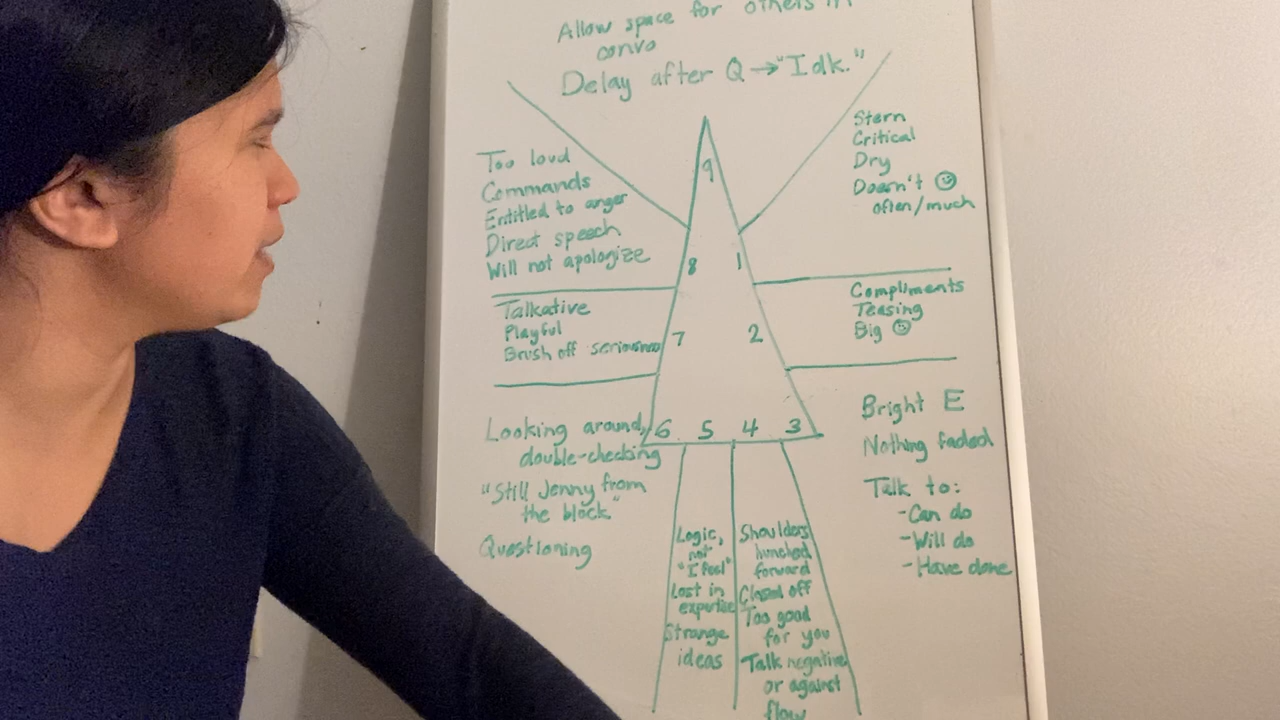 Allow space for others in
convo
Delay after Q → "Idk."
9
8
1
7
2
6
5
4
3
Too loud
Commands
Entitled to anger
Direct speech
Will not apologize
Stern
Critical
Dry
Doesn't ☺
often/much
Talkative
Playful
Brush off seriousness
Compliments
Teasing
Big ☺
Looking around,
double-checking
"Still Jenny from
the block"
Questioning
Bright E
Nothing faded
Talk to:
- Can do
- Will do
- Have done
Logic,
not
"I feel"
Lost in
expertise
Strange
ideas
Shoulders
hunched
forward
Closed off
Too good
for you
Talk negative
or against
flow